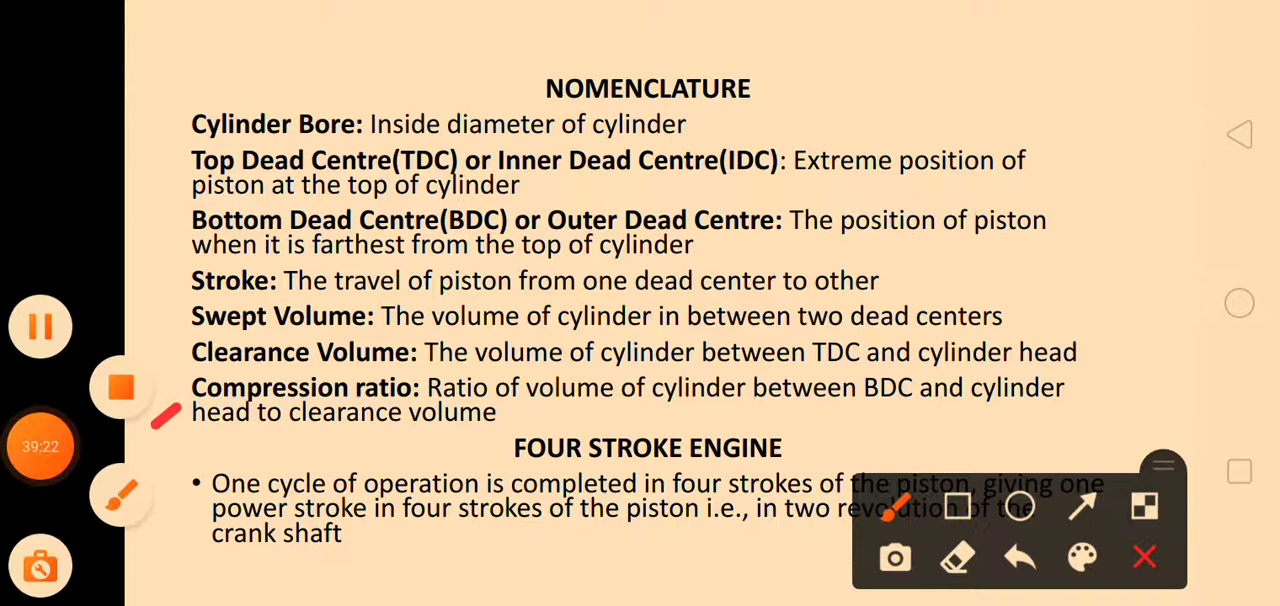 NOMENCLATURE
Cylinder Bore: Inside diameter of cylinder
Top Dead Centre(TDC) or Inner Dead Centre(IDC): Extreme position of
piston at the top of cylinder
Bottom Dead Centre(BDC) or Outer Dead Centre: The position of piston
when it is farthest from the top of cylinder
Stroke: The travel of piston from one dead center to other
Swept Volume: The volume of cylinder in between two dead centers
Clearance Volume: The volume of cylinder between TDC and cylinder head
Compression ratio: Ratio of volume of cylinder between BDC and cylinder
head to clearance volume
39:22
FOUR STROKE ENGINE
• One cycle of operation is completed in four strokes of the piston, giving one
power stroke in four strokes of the piston i.e., in two revolution of the
crank shaft